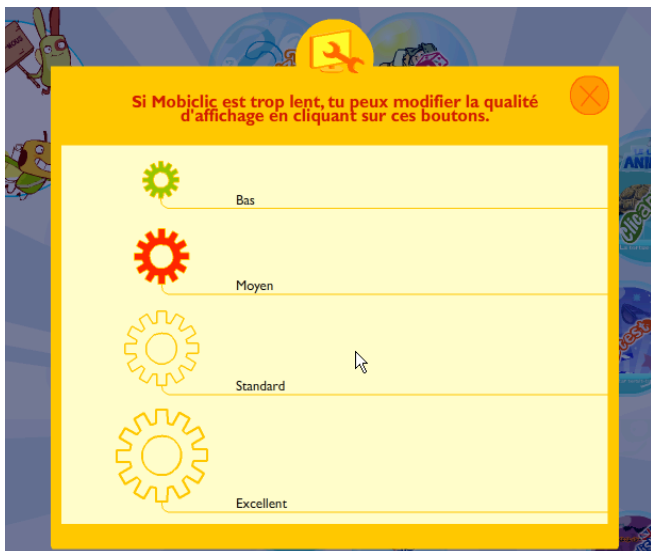 Si Mobiclic est trop lent, tu peux modifier la qualité
d'affichage en cliquant sur ces boutons.
Bas
Moyen
Standard
Excellent